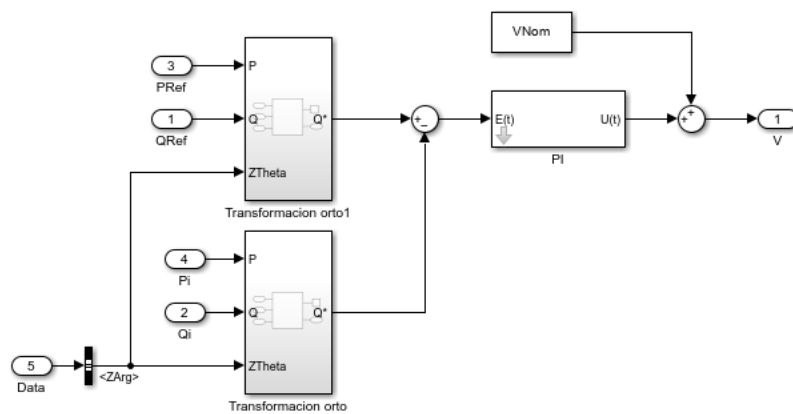 VNom
3
PRef
P
1
QRef
Q
Q*
ZTheta
Transformacion orto1
+
−
E(t)
U(t)
PI
+
+
1
V
4
Pi
P
2
Qi
Q
Q*
ZTheta
Transformacion orto
5
Data
<ZArg>